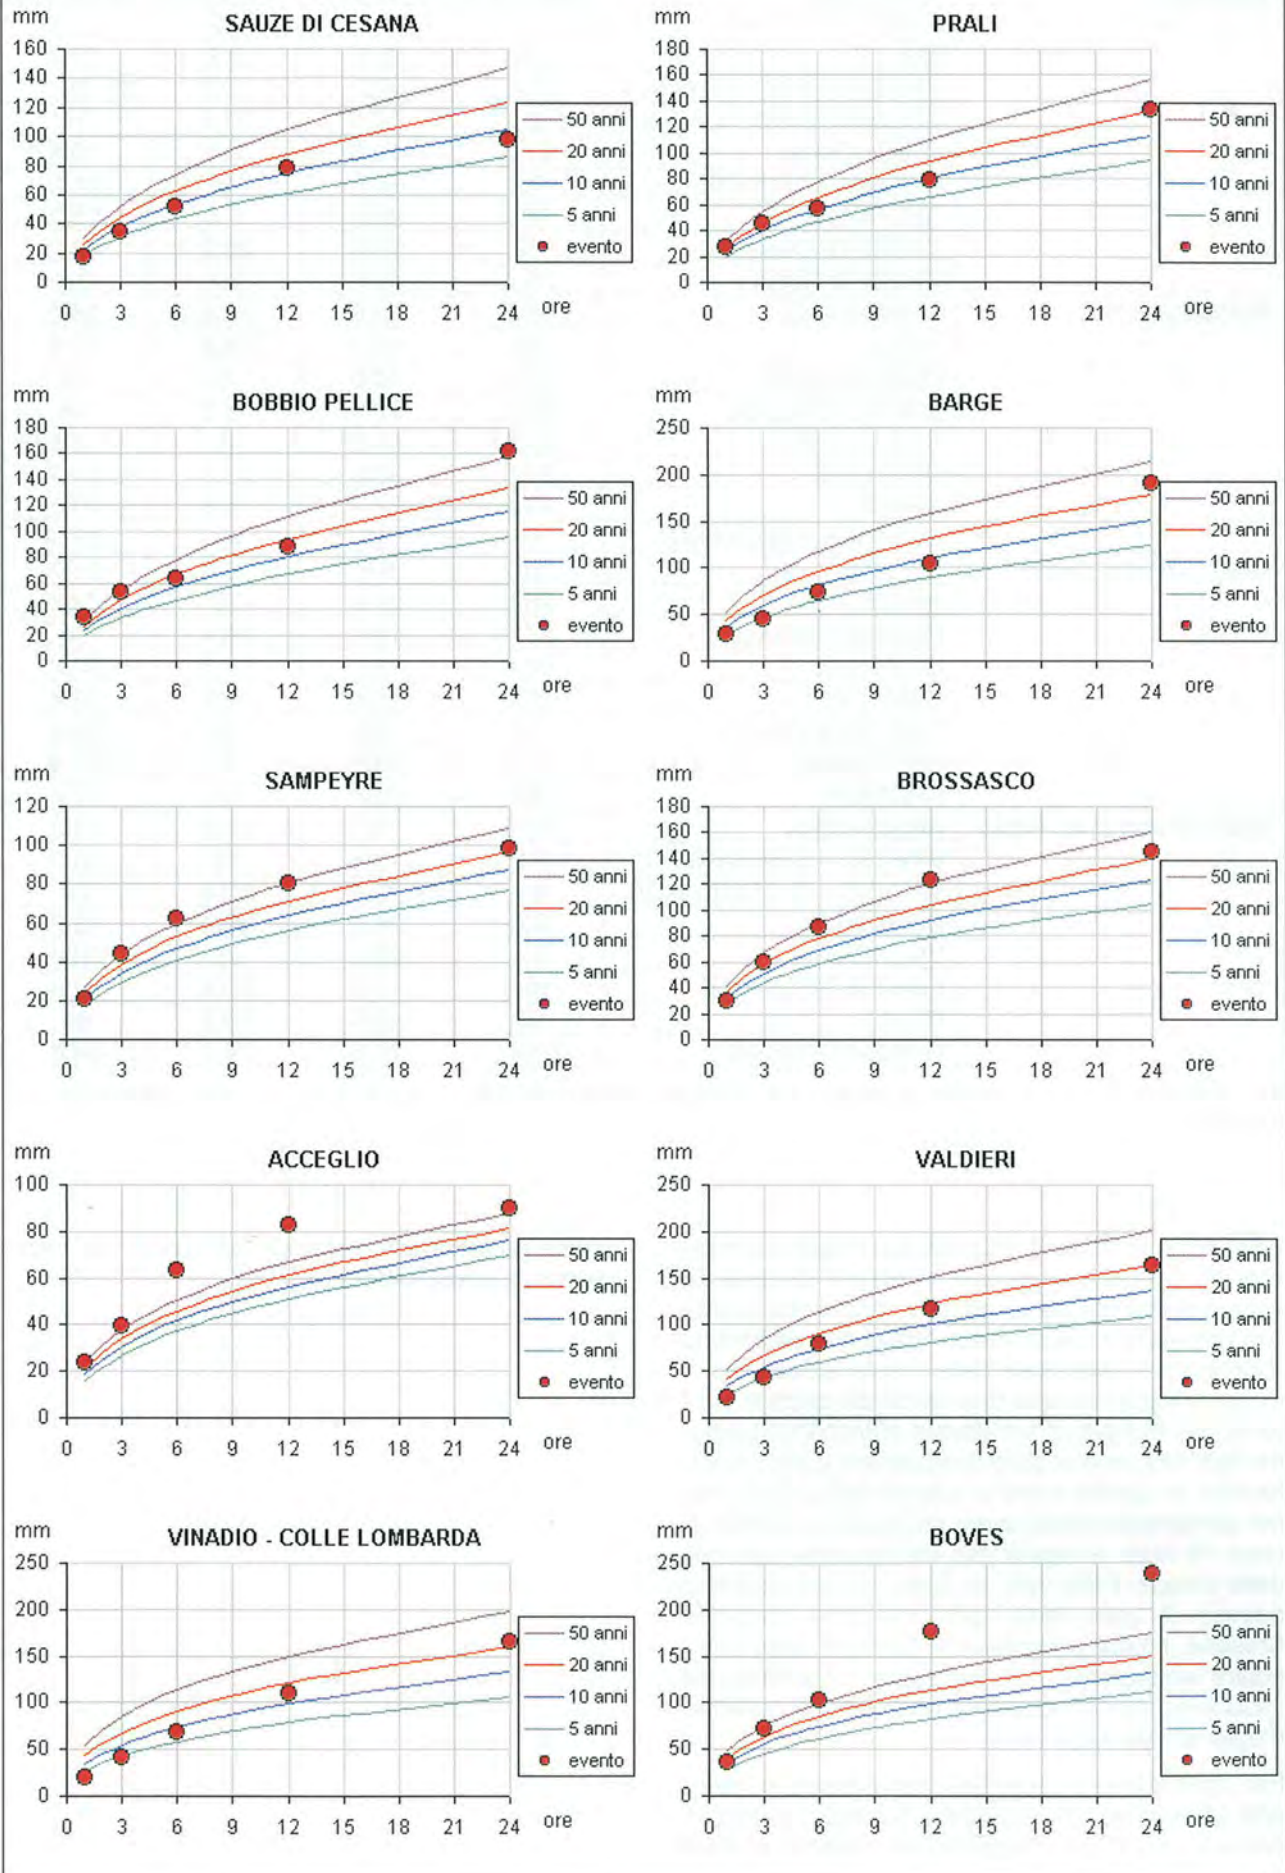 mm
SAUZE DI CESANA
160
140
120
100
80
60
40
20
0
0 3 6 9 12 15 18 21 24 ore
50 anni
20 anni
10 anni
5 anni
evento
mm
PRALI
180
160
140
120
100
80
60
40
20
0
0 3 6 9 12 15 18 21 24 ore
50 anni
20 anni
10 anni
5 anni
evento
mm
BOBBIO PELLICE
180
160
140
120
100
80
60
40
20
0
0 3 6 9 12 15 18 21 24 ore
50 anni
20 anni
10 anni
5 anni
evento
mm
BARGE
250
200
150
100
50
0
0 3 6 9 12 15 18 21 24 ore
50 anni
20 anni
10 anni
5 anni
evento
mm
SAMPEYRE
120
100
80
60
40
20
0
0 3 6 9 12 15 18 21 24 ore
50 anni
20 anni
10 anni
5 anni
evento
mm
BROSSASCO
180
160
140
120
100
80
60
40
20
0
0 3 6 9 12 15 18 21 24 ore
50 anni
20 anni
10 anni
5 anni
evento
mm
ACCEGLIO
100
80
60
40
20
0
0 3 6 9 12 15 18 21 24 ore
50 anni
20 anni
10 anni
5 anni
evento
mm
VALDIERI
250
200
150
100
50
0
0 3 6 9 12 15 18 21 24 ore
50 anni
20 anni
10 anni
5 anni
evento
mm
VINADIO - COLLE LOMBARDA
250
200
150
100
50
0
0 3 6 9 12 15 18 21 24 ore
50 anni
20 anni
10 anni
5 anni
evento
mm
BOVES
250
200
150
100
50
0
0 3 6 9 12 15 18 21 24 ore
50 anni
20 anni
10 anni
5 anni
evento